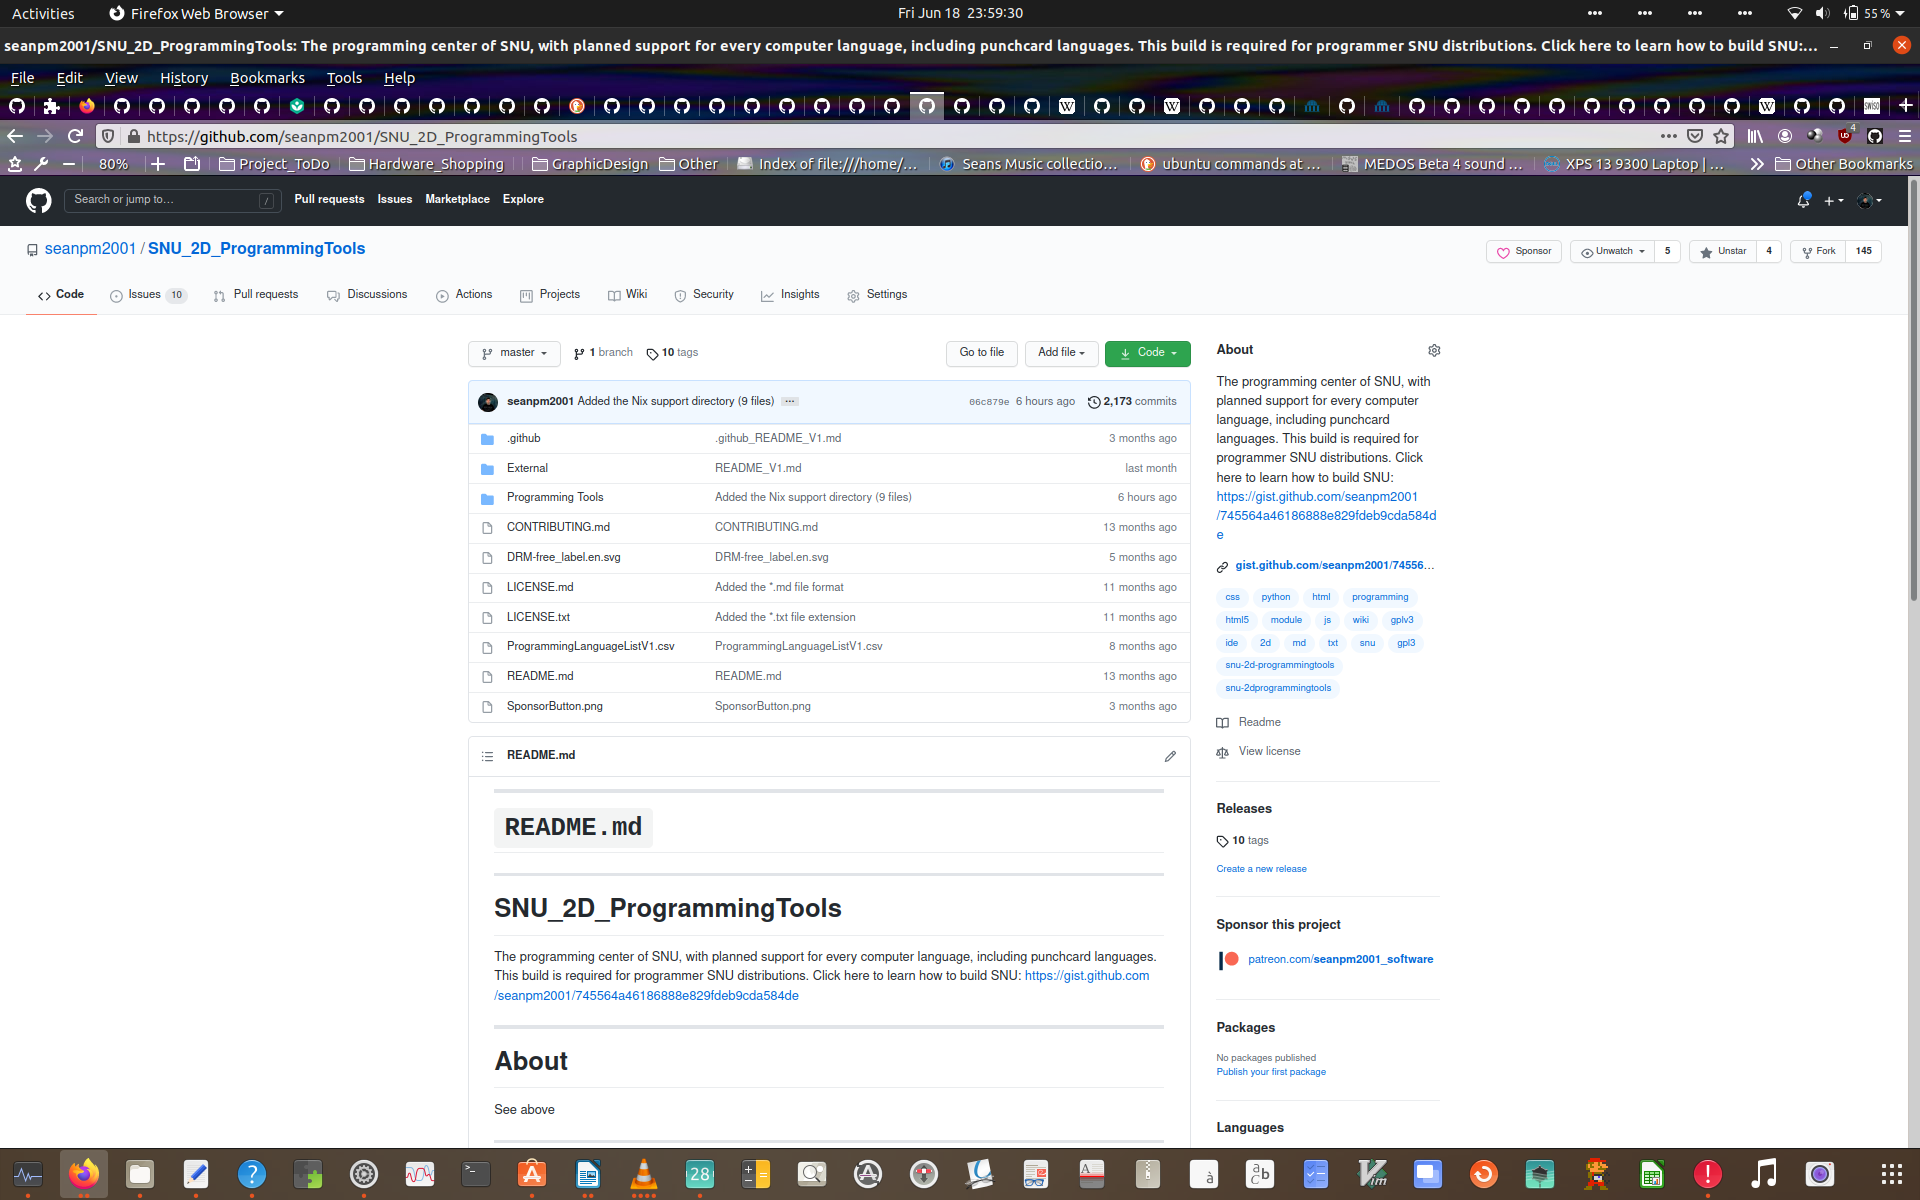 Activities Firefox Web Browser Fri Jun 18 23:59:30 55 %
seanpm2001/SNU_2D_ProgrammingTools: The programming center of SNU, with planned support for every computer language, including punchcard languages. This build is required for programmer SNU distributions. Click here to learn how to build SNU:...
File Edit View History Bookmarks Tools Help
https://github.com/seanpm2001/SNU_2D_ProgrammingTools 4
80% Project_ToDo Hardware_Shopping GraphicDesign Other Index of file:///home/... Seans Music collectio... ubuntu commands at ... MEDOS Beta 4 sound ... XPS 13 9300 Laptop | ... Other Bookmarks
Search or jump to... / Pull requests Issues Marketplace Explore
seanpm2001 / SNU_2D_ProgrammingTools Sponsor Unwatch 5 Unstar 4 Fork 145
Code Issues 10 Pull requests Discussions Actions Projects Wiki Security Insights Settings
master 1 branch 10 tags Go to file Add file Code
seanpm2001 Added the Nix support directory (9 files) ... 06c879e 6 hours ago 2,173 commits
.github .github_README_V1.md 3 months ago
External README_V1.md last month
Programming Tools Added the Nix support directory (9 files) 6 hours ago
CONTRIBUTING.md CONTRIBUTING.md 13 months ago
DRM-free_label.en.svg DRM-free_label.en.svg 5 months ago
LICENSE.md Added the *.md file format 11 months ago
LICENSE.txt Added the *.txt file extension 11 months ago
ProgrammingLanguageListV1.csv ProgrammingLanguageListV1.csv 8 months ago
README.md README.md 13 months ago
SponsorButton.png SponsorButton.png 3 months ago
README.md
README.md
SNU_2D_ProgrammingTools
The programming center of SNU, with planned support for every computer language, including punchcard languages.
This build is required for programmer SNU distributions. Click here to learn how to build SNU: https://gist.github.com
/seanpm2001/745564a46186888e829fdeb9cda584de
About
See above
About
The programming center of SNU, with
planned support for every computer
language, including punchcard
languages. This build is required for
programmer SNU distributions. Click
here to learn how to build SNU:
https://gist.github.com/seanpm2001
/745564a46186888e829fdeb9cda584d
e
gist.github.com/seanpm2001/74556...
css python html programming
html5 module js wiki gplv3
ide 2d md txt snu gpl3
snu-2d-programmingtools
snu-2dprogrammingtools
Readme
View license
Releases
10 tags
Create a new release
Sponsor this project
patreon.com/seanpm2001_software
Packages
No packages published
Publish your first package
Languages
28